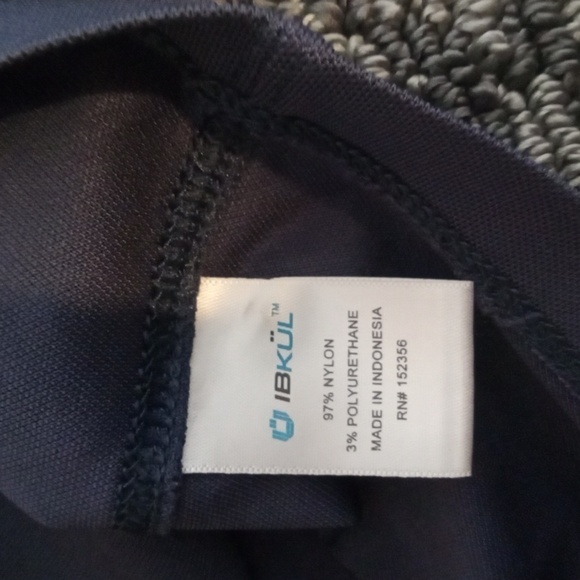 IBKÜL™
97% NYLON
3% POLYURETHANE
MADE IN INDONESIA
RN# 152356